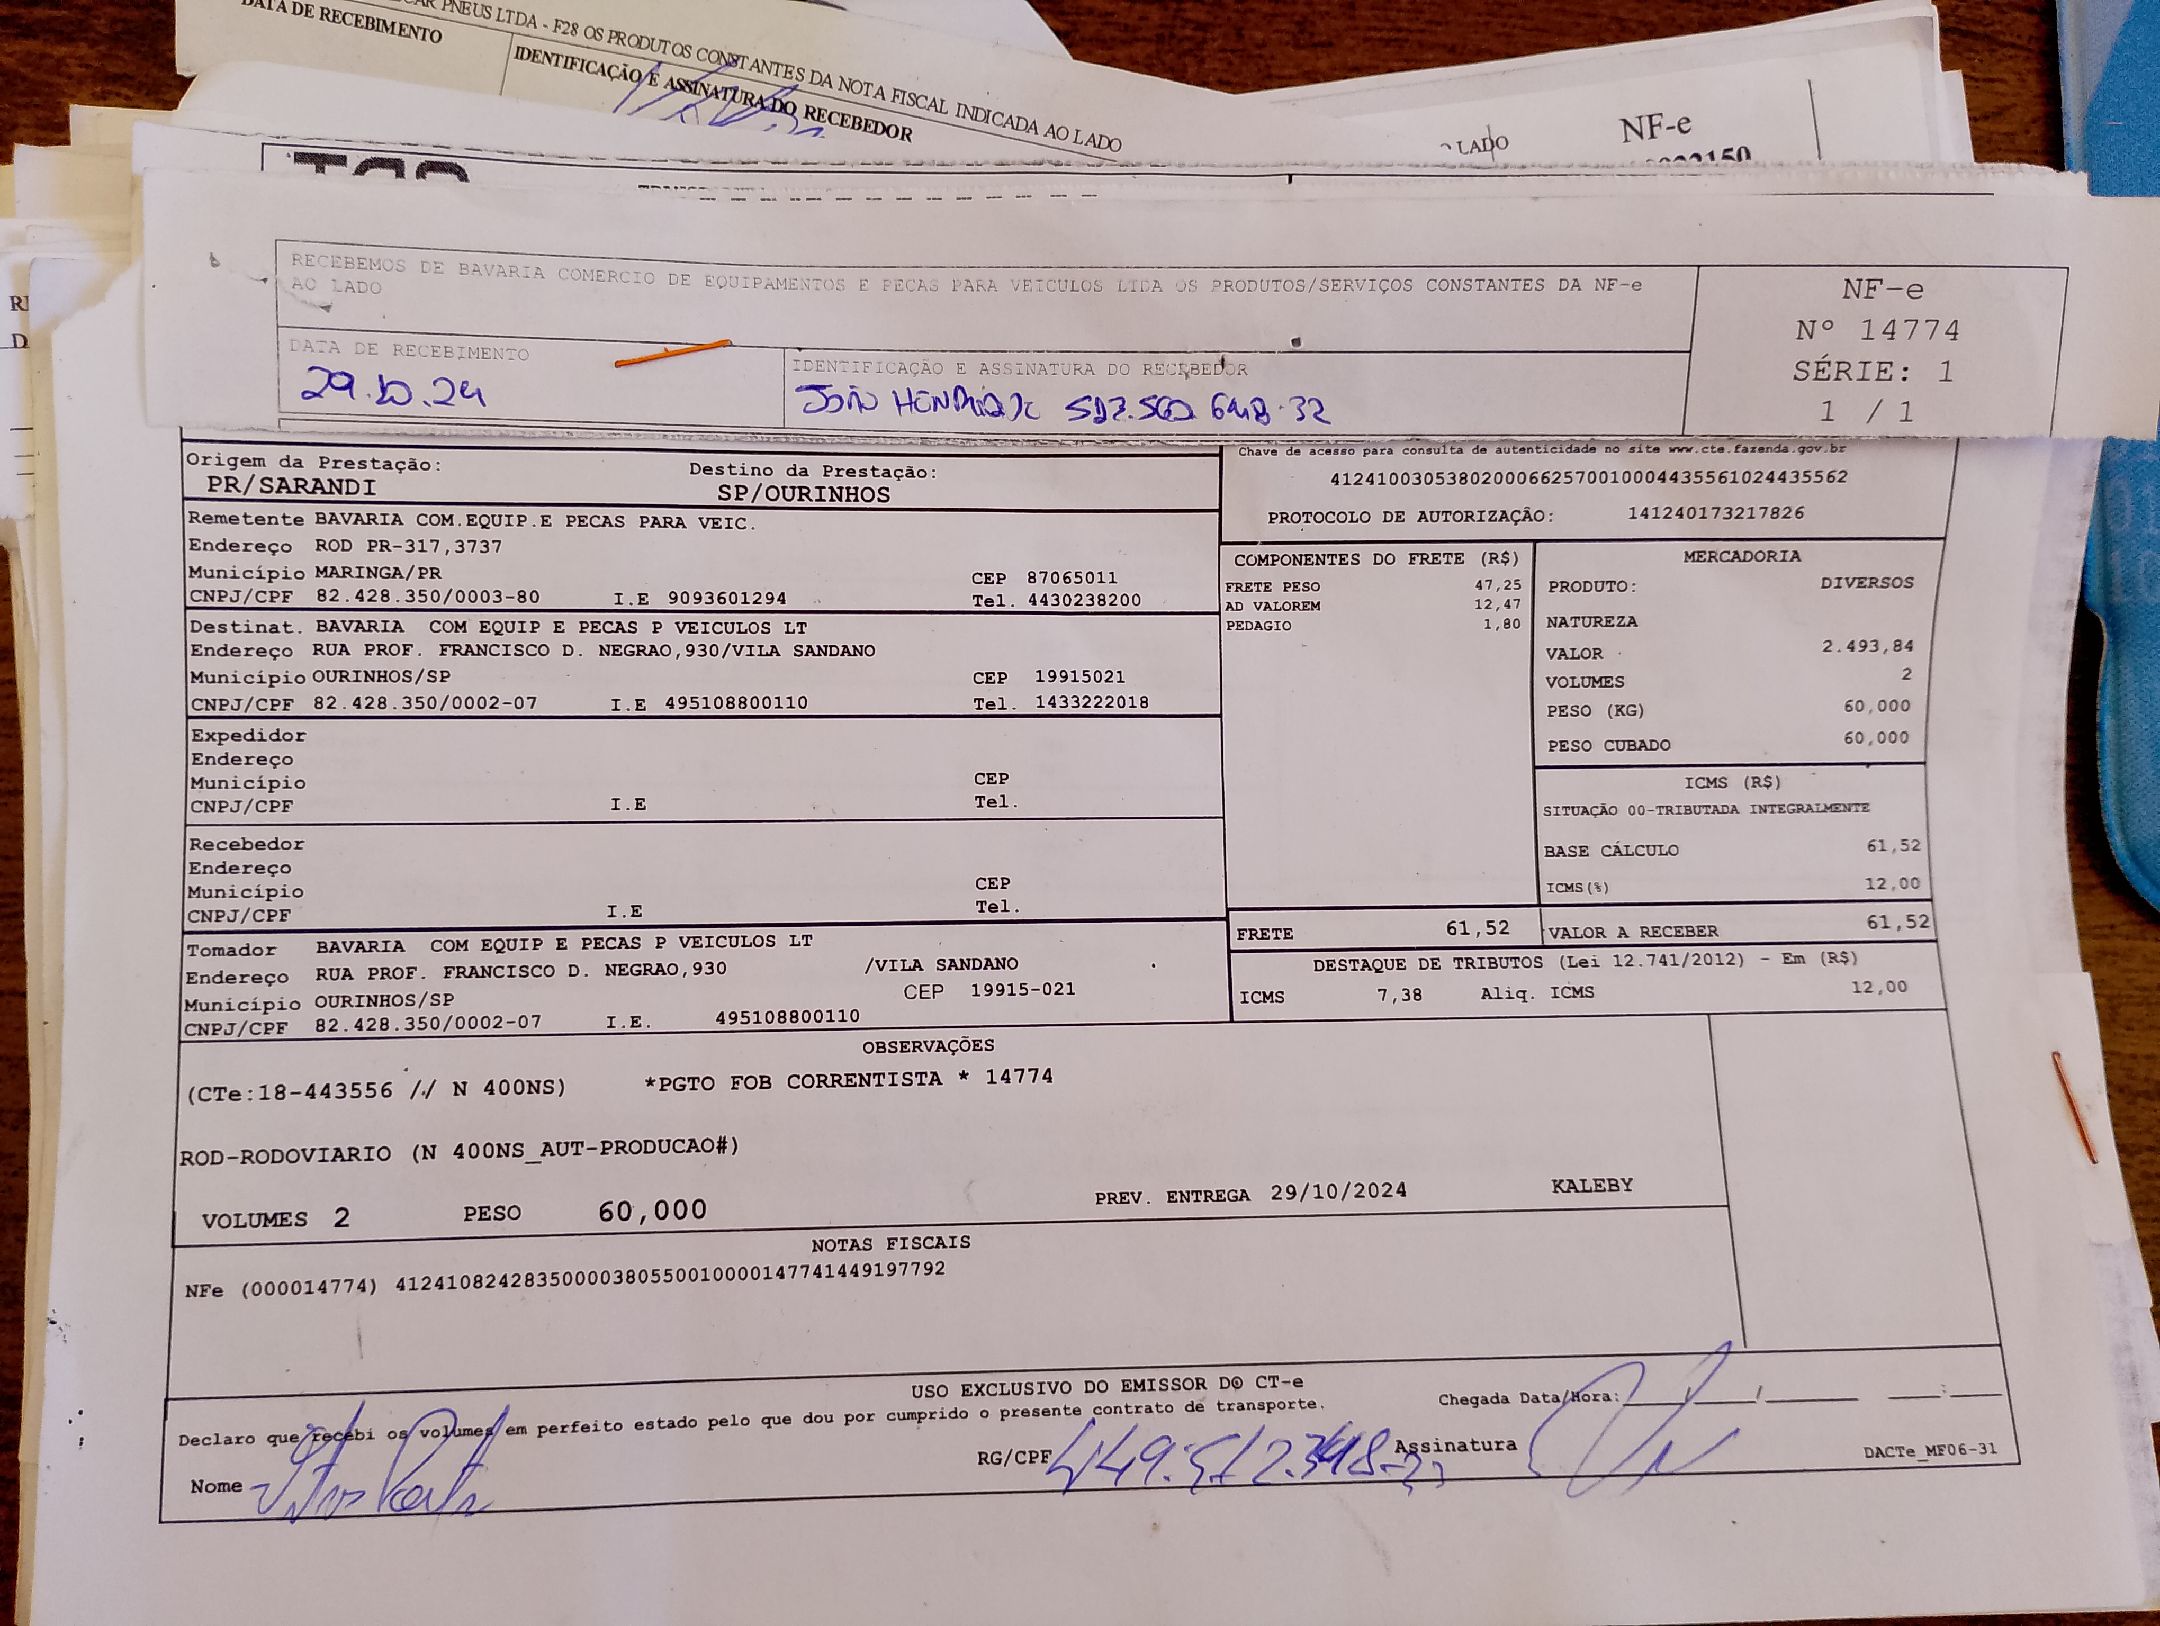 CAR PNEUS LTDA - F28 OS PRODUTOS CONSTANTES DA NOTA FISCAL INDICADA AO LADO
DATA DE RECEBIMENTO
IDENTIFICAÇÃO E ASSINATURA DO RECEBEDOR
LADO
NF-e
RECEBEMOS DE BAVARIA COMERCIO DE EQUIPAMENTOS E PECAS PARA VEICULOS LTDA OS PRODUTOS/SERVIÇOS CONSTANTES DA NF-e
AO LADO
NF-e
Nº 14774
SÉRIE: 1
1 / 1
DATA DE RECEBIMENTO
29.10.24
IDENTIFICAÇÃO E ASSINATURA DO RECEBEDOR
JOÃO HENRIQUE
Origem da Prestação:
PR/SARANDI
Destino da Prestação:
SP/OURINHOS
Chave de acesso para consulta de autenticidade no site www.cte.fazenda.gov.br
41241003053802000662570010004435561024435562
PROTOCOLO DE AUTORIZAÇÃO: 141240173217826
Remetente BAVARIA COM.EQUIP.E PECAS PARA VEIC.
Endereço ROD PR-317,3737
Município MARINGA/PR CEP 87065011
CNPJ/CPF 82.428.350/0003-80 I.E 9093601294 Tel. 4430238200
Destinat. BAVARIA COM EQUIP E PECAS P VEICULOS LT
Endereço RUA PROF. FRANCISCO D. NEGRAO,930/VILA SANDANO
Município OURINHOS/SP CEP 19915021
CNPJ/CPF 82.428.350/0002-07 I.E 495108800110 Tel. 1433222018
Expedidor
Endereço
Município CEP
CNPJ/CPF I.E Tel.
Recebedor
Endereço
Município CEP
CNPJ/CPF I.E Tel.
Tomador BAVARIA COM EQUIP E PECAS P VEICULOS LT
Endereço RUA PROF. FRANCISCO D. NEGRAO,930 /VILA SANDANO
Município OURINHOS/SP CEP 19915-021
CNPJ/CPF 82.428.350/0002-07 I.E. 495108800110
COMPONENTES DO FRETE (R$)
FRETE PESO 47,25
AD VALOREM 12,47
PEDAGIO 1,80
MERCADORIA
PRODUTO: DIVERSOS
NATUREZA
VALOR 2.493,84
VOLUMES 2
PESO (KG) 60,000
PESO CUBADO 60,000
ICMS (R$)
SITUAÇÃO 00-TRIBUTADA INTEGRALMENTE
BASE CÁLCULO 61,52
ICMS(%) 12,00
FRETE 61,52 VALOR A RECEBER 61,52
DESTAQUE DE TRIBUTOS (Lei 12.741/2012) - Em (R$)
ICMS 7,38 Aliq. ICMS 12,00
OBSERVAÇÕES
(CTe:18-443556 // N 400NS) *PGTO FOB CORRENTISTA * 14774
ROD-RODOVIARIO (N 400NS_AUT-PRODUCAO#)
VOLUMES 2 PESO 60,000 PREV. ENTREGA 29/10/2024 KALEBY
NOTAS FISCAIS
NFe (000014774) 41241082428350000380550010000147741449197792
USO EXCLUSIVO DO EMISSOR DO CT-e
Declaro que recebi os volumes em perfeito estado pelo que dou por cumprido o presente contrato de transporte.
Chegada Data/Hora: / / :
Nome
RG/CPF
Assinatura
DACTe_MF06-31